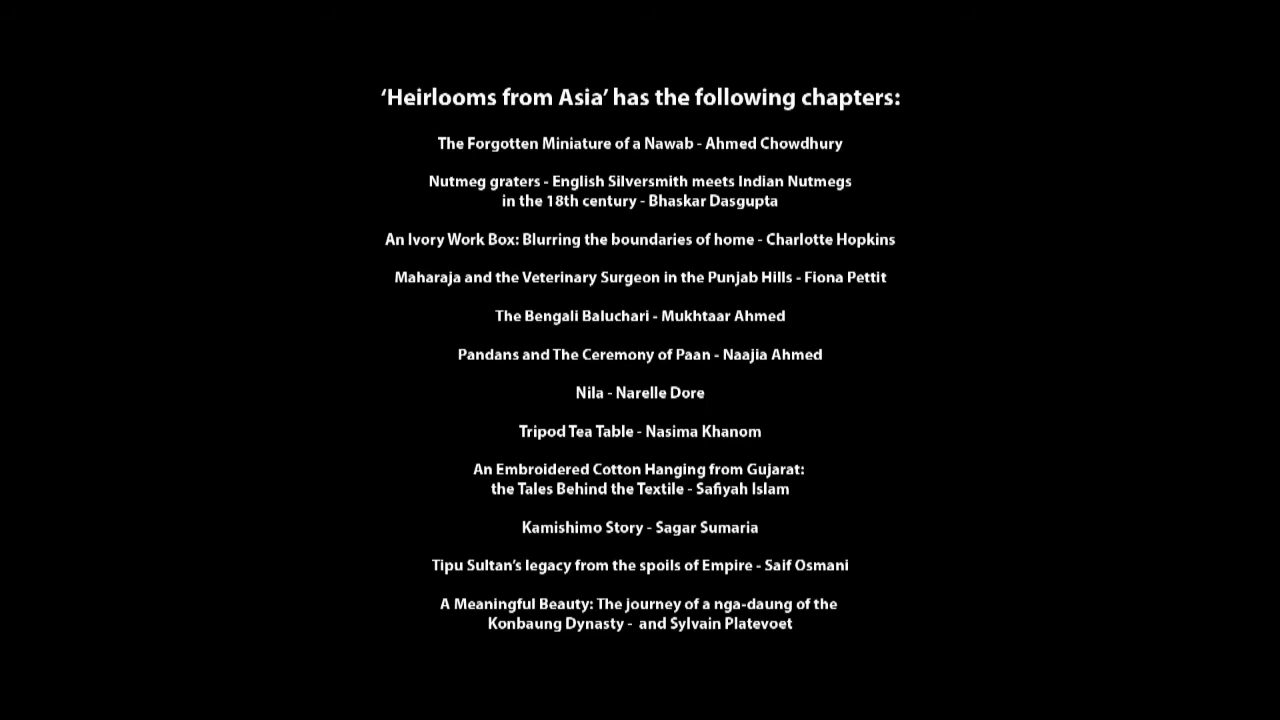 ‘Heirlooms from Asia’ has the following chapters:
The Forgotten Miniature of a Nawab - Ahmed Chowdhury
Nutmeg graters - English Silversmith meets Indian Nutmegs
in the 18th century - Bhaskar Dasgupta
An Ivory Work Box: Blurring the boundaries of home - Charlotte Hopkins
Maharaja and the Veterinary Surgeon in the Punjab Hills - Fiona Pettit
The Bengali Baluchari - Mukhtaar Ahmed
Pandans and The Ceremony of Paan - Naajia Ahmed
Nila - Narelle Dore
Tripod Tea Table - Nasima Khanom
An Embroidered Cotton Hanging from Gujarat:
the Tales Behind the Textile - Safiyah Islam
Kamishimo Story - Sagar Sumaria
Tipu Sultan’s legacy from the spoils of Empire - Saif Osmani
A Meaningful Beauty: The journey of a nga-daung of the
Konbaung Dynasty -  and Sylvain Platevoet